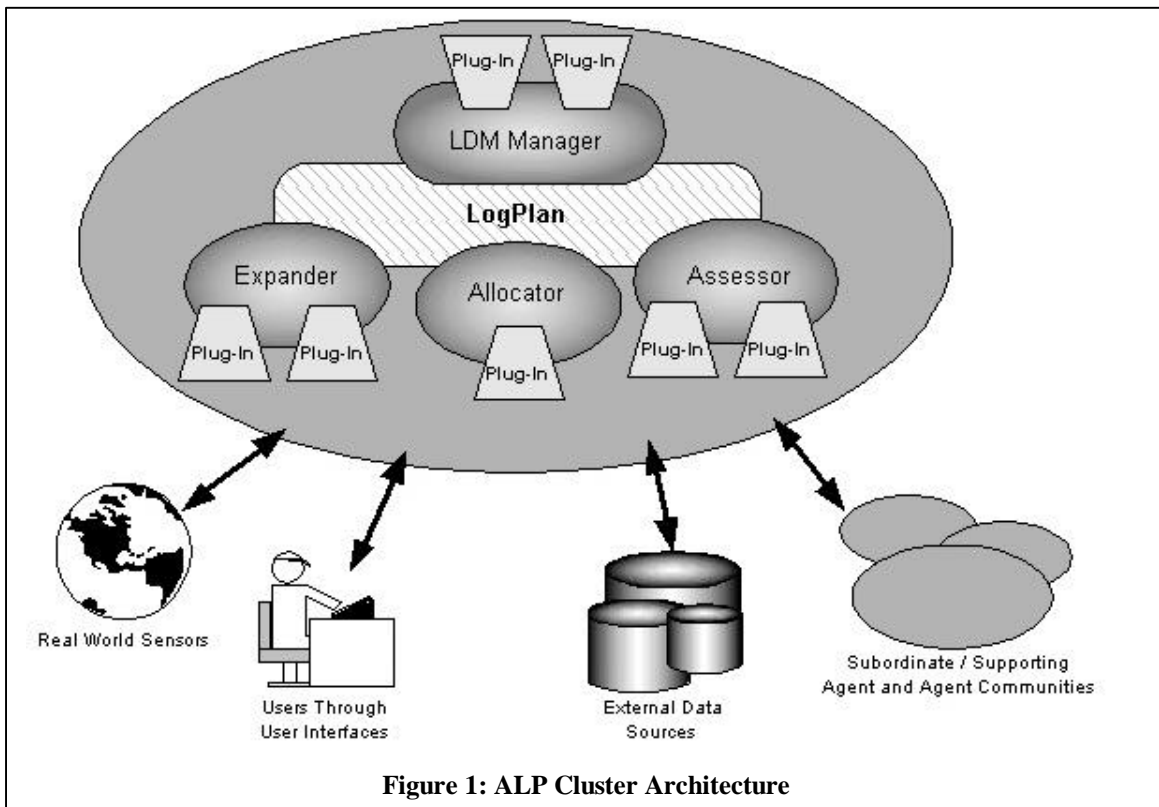 Plug-In Plug-In
LDM Manager
LogPlan
Expander
Allocator
Assessor
Plug-In Plug-In
Plug-In
Plug-In Plug-In
Real World Sensors
Users Through
User Interfaces
External Data
Sources
Subordinate / Supporting
Agent and Agent Communities
Figure 1: ALP Cluster Architecture